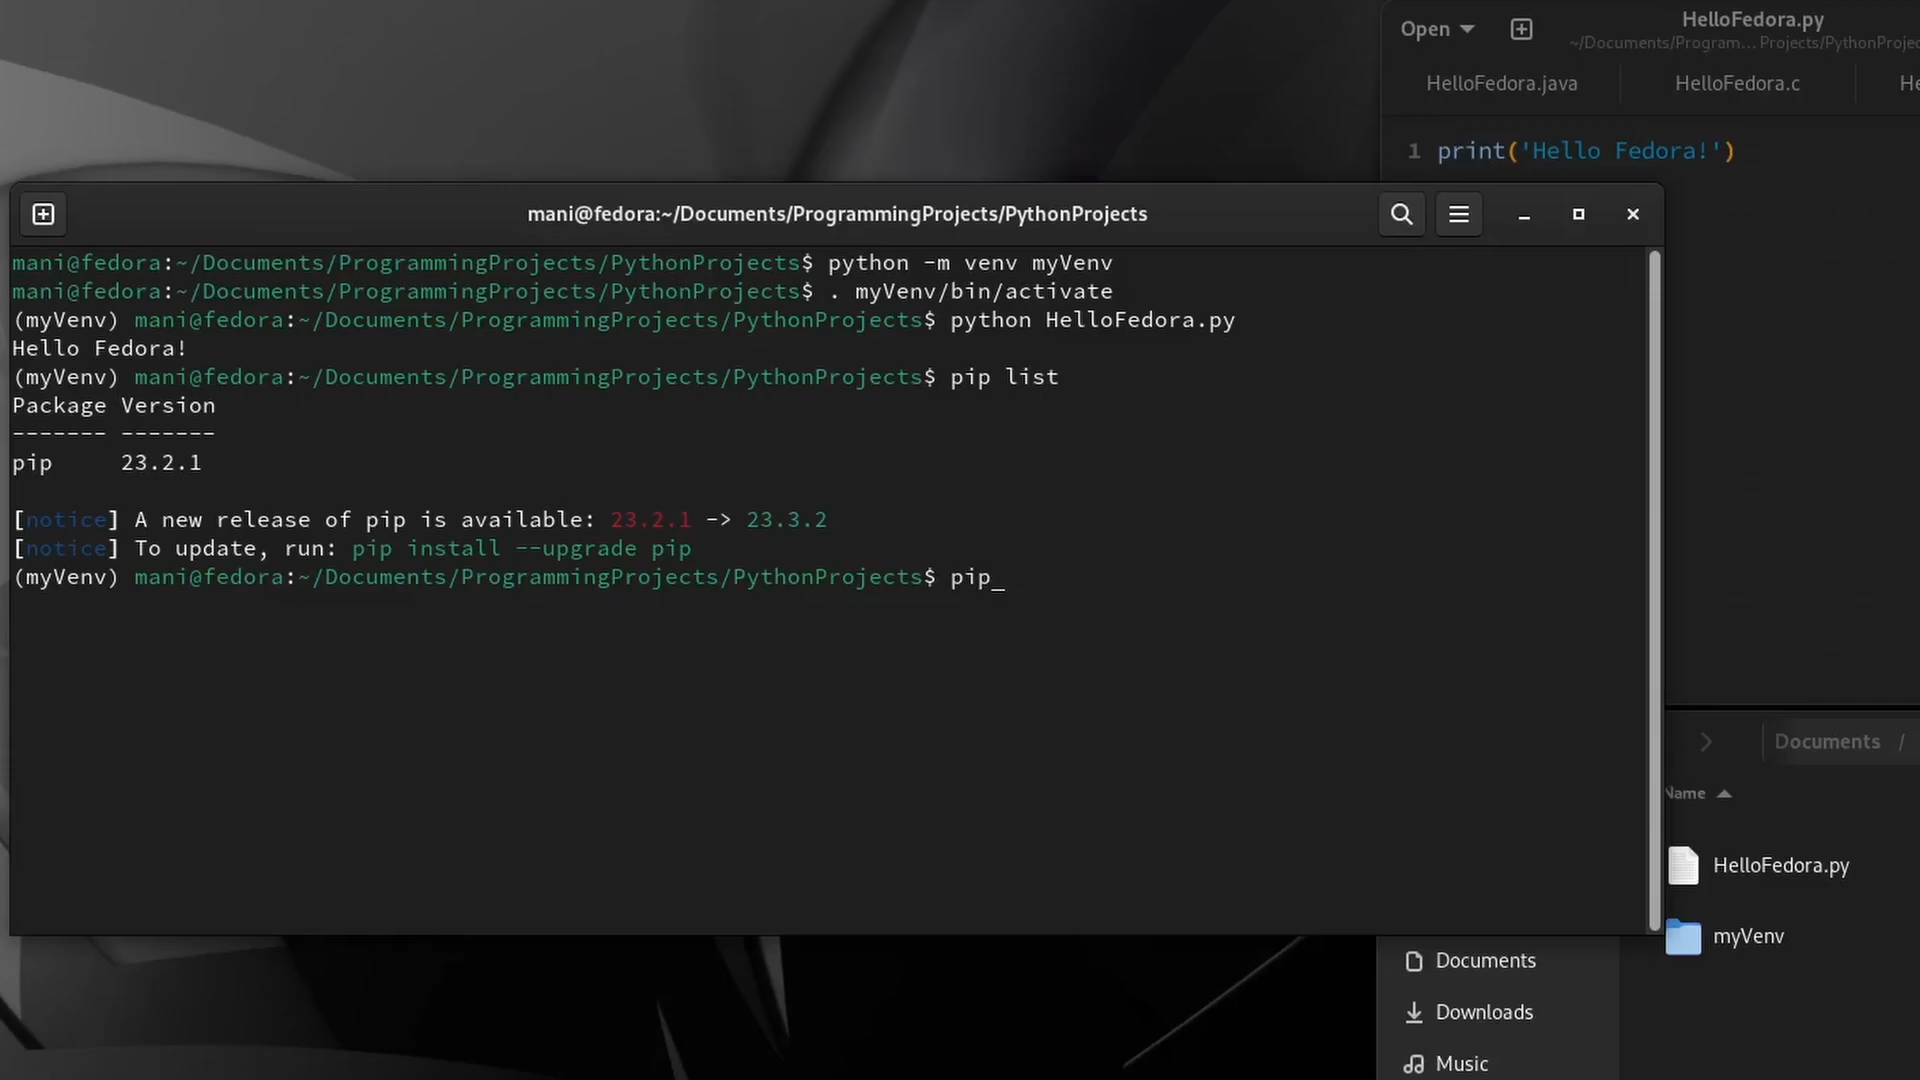 Open
HelloFedora.py
~/Documents/Program… Projects/PythonProjec
HelloFedora.java
HelloFedora.c
He
1 print('Hello Fedora!')
mani@fedora:~/Documents/ProgrammingProjects/PythonProjects
mani@fedora:~/Documents/ProgrammingProjects/PythonProjects$ python -m venv myVenv
mani@fedora:~/Documents/ProgrammingProjects/PythonProjects$ . myVenv/bin/activate
(myVenv) mani@fedora:~/Documents/ProgrammingProjects/PythonProjects$ python HelloFedora.py
Hello Fedora!
(myVenv) mani@fedora:~/Documents/ProgrammingProjects/PythonProjects$ pip list
Package Version
------- -------
pip     23.2.1
[notice] A new release of pip is available: 23.2.1 -> 23.3.2
[notice] To update, run: pip install --upgrade pip
(myVenv) mani@fedora:~/Documents/ProgrammingProjects/PythonProjects$ pip_
Documents /
Name
HelloFedora.py
myVenv
Documents
Downloads
Music